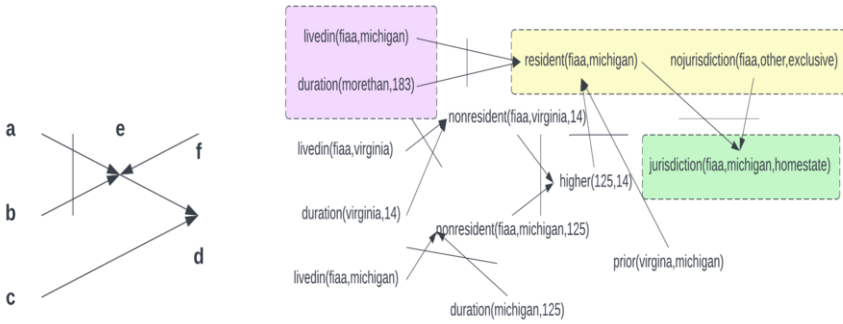 a
e
f
b
d
c
livedin(fiaa,michigan)
duration(morethan,183)
resident(fiaa,michigan)
nojurisdiction(fiaa,other,exclusive)
nonresident(fiaa,virginia,14)
livedin(fiaa,virginia)
jurisdiction(fiaa,michigan,homestate)
higher(125,14)
duration(virginia,14)
nonresident(fiaa,michigan,125)
prior(virgina,michigan)
livedin(fiaa,michigan)
duration(michigan,125)